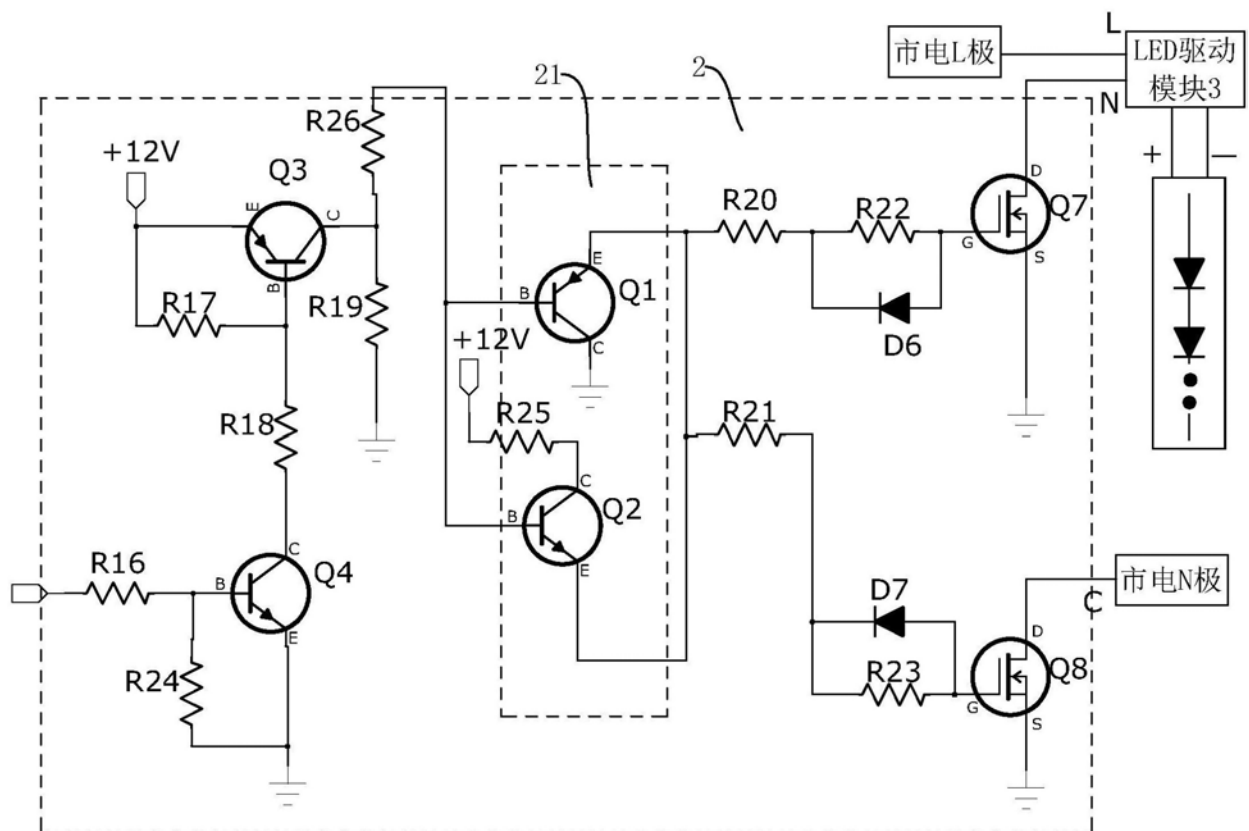 L
市电L极
LED驱动
模块3
N
21
2
R26
+12V
Q3
E
C
B
R17
R19
R18
R16
B
C
Q4
E
R24
E
B
Q1
C
+12V
R25
C
B
Q2
E
R20
R22
D6
D
Q7
G
S
+
—
R21
D7
R23
D
Q8
G
S
C
市电N极